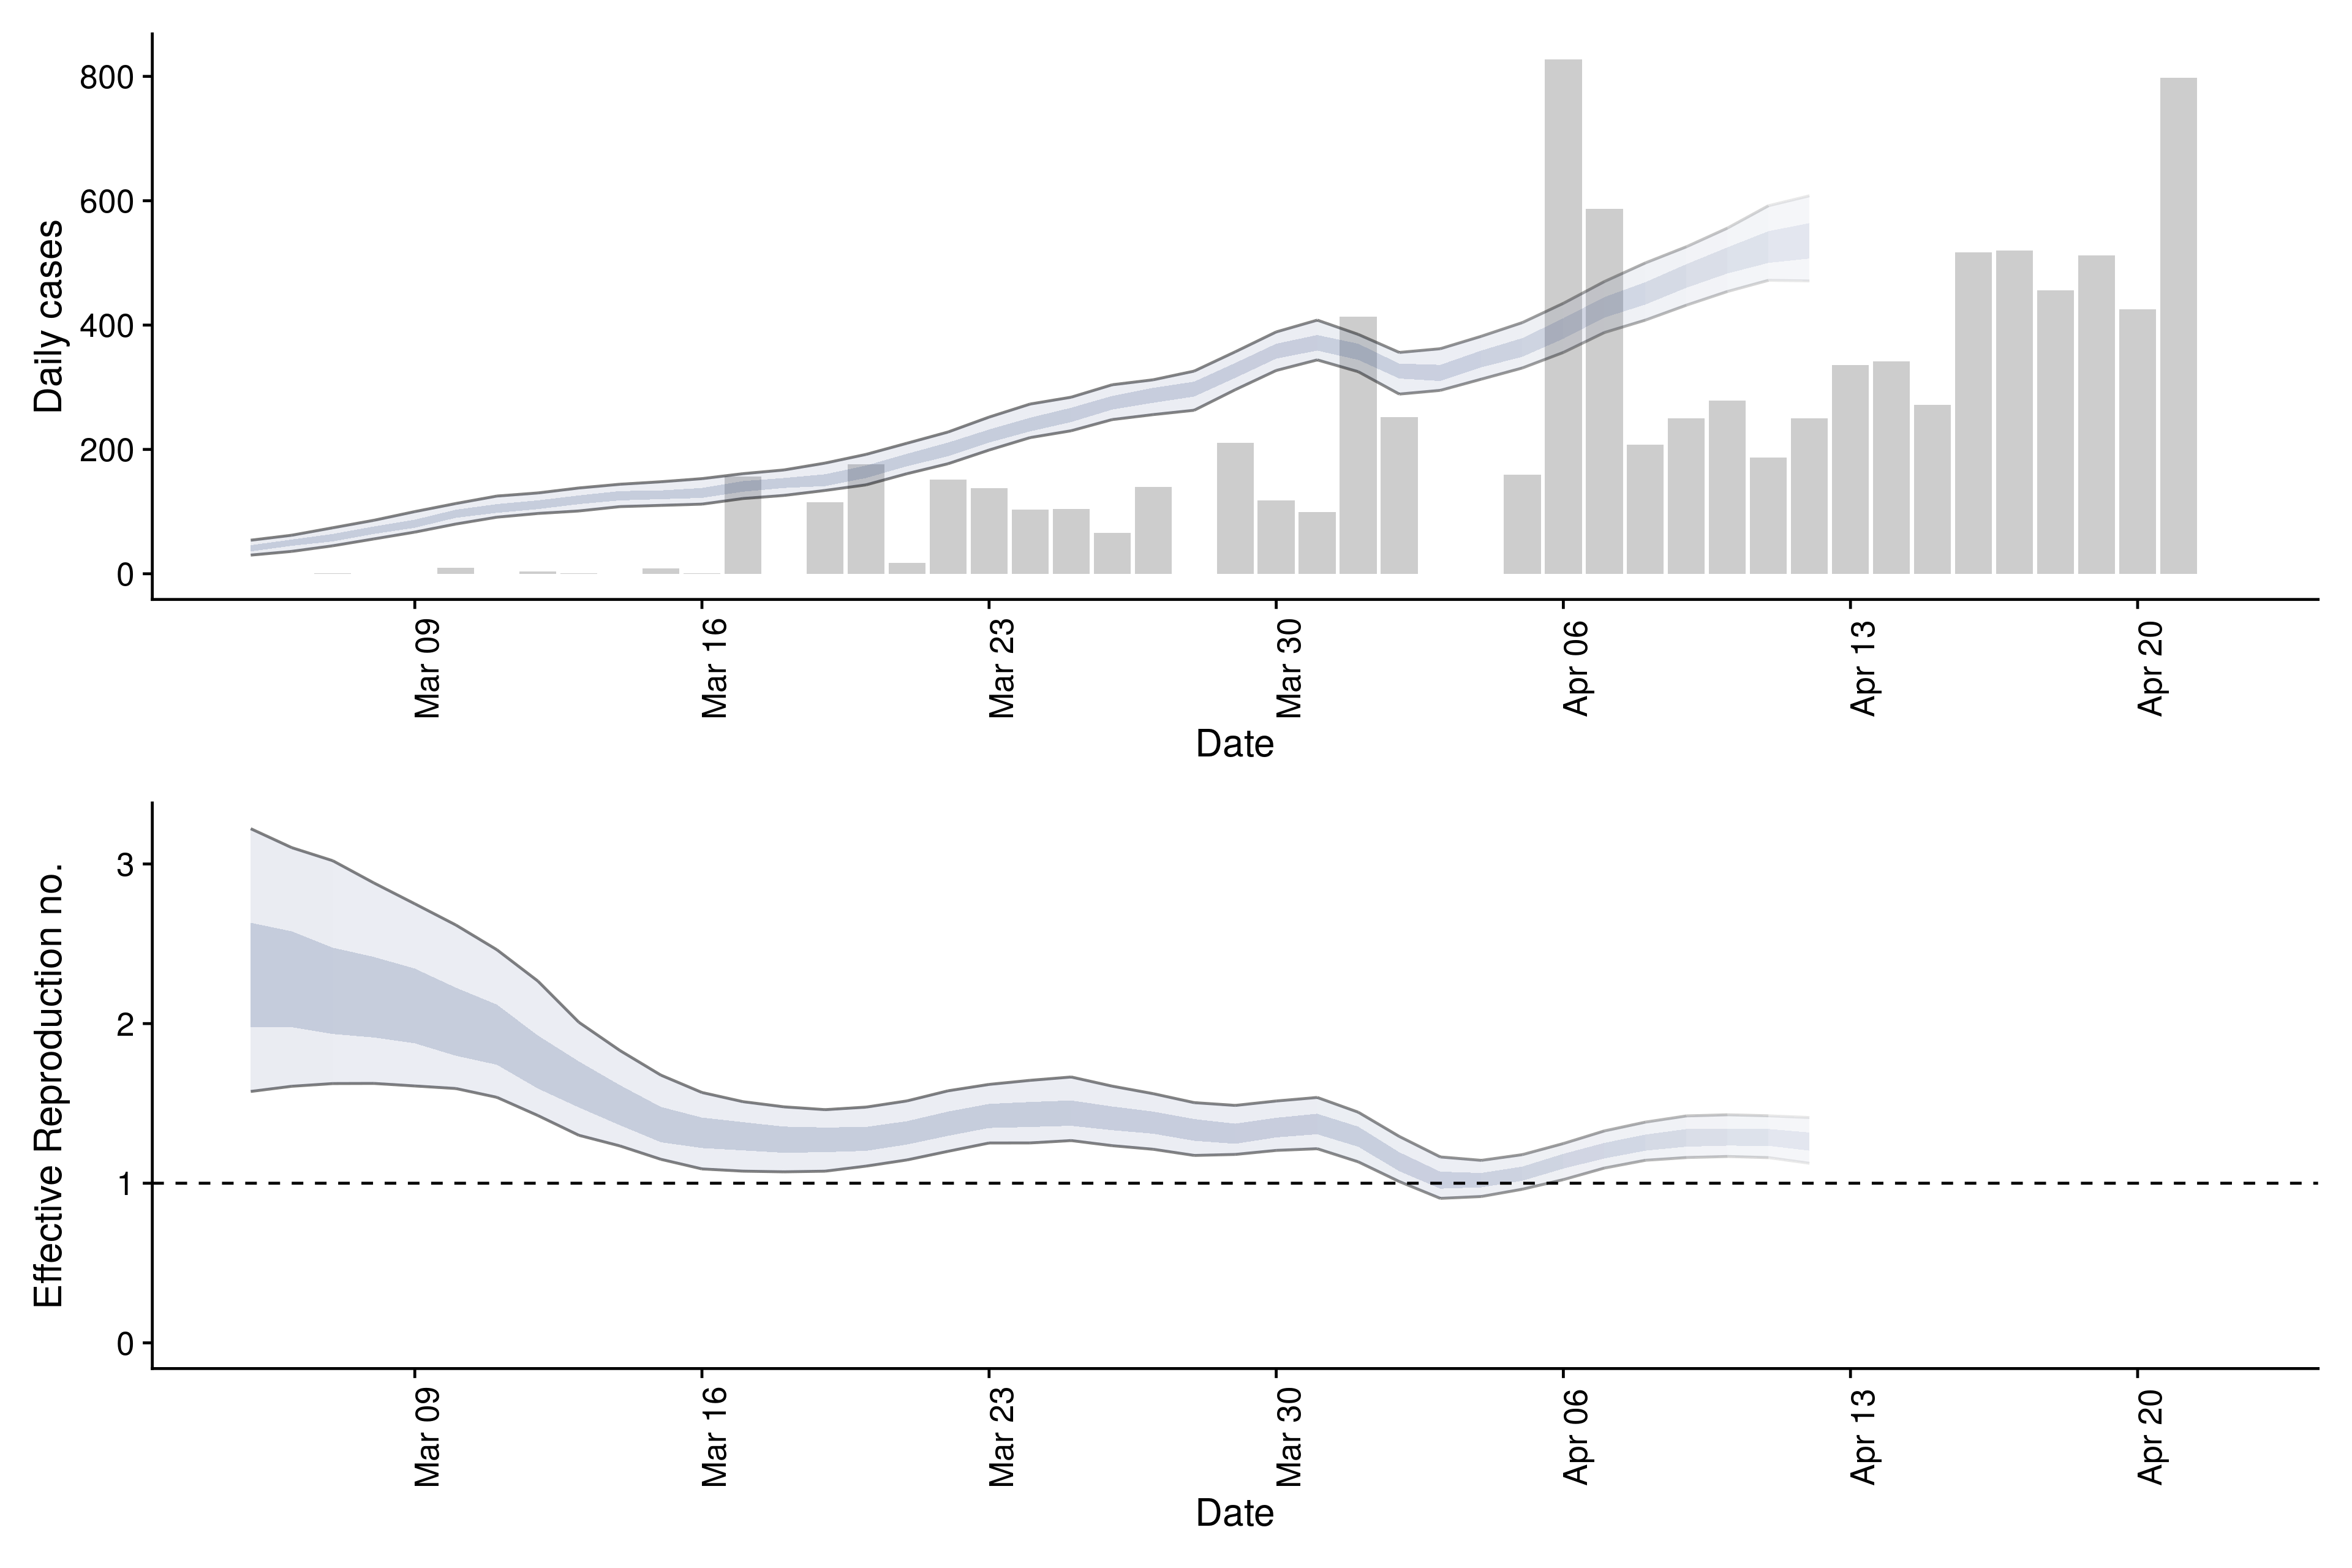 Daily cases
800
600
400
200
0
Mar 09
Mar 16
Mar 23
Mar 30
Apr 06
Apr 13
Apr 20
Date
Effective Reproduction no.
3
2
1
0
Mar 09
Mar 16
Mar 23
Mar 30
Apr 06
Apr 13
Apr 20
Date